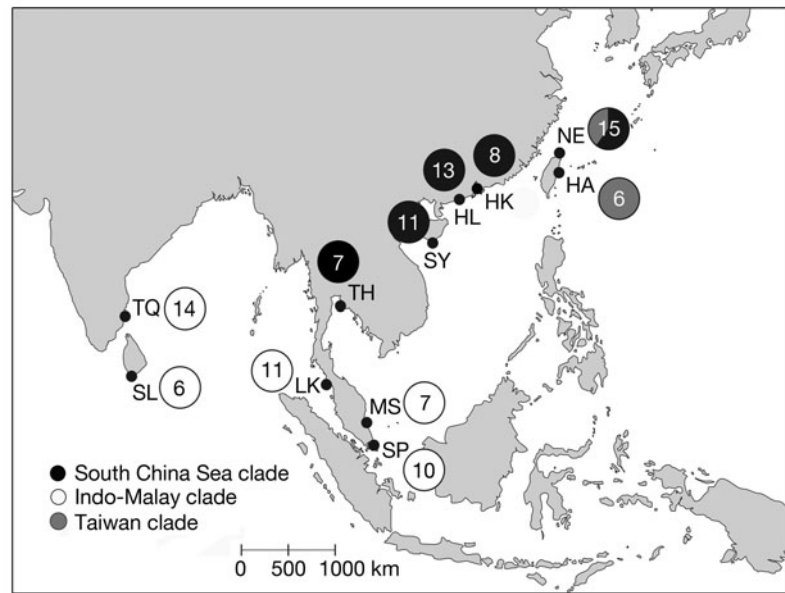 15
NE
8
13
HA
HK
HL
6
11
SY
7
TH
TQ 14
11
SL 6
LK
7
MS
SP
10
South China Sea clade
Indo-Malay clade
Taiwan clade
0 500 1000 km